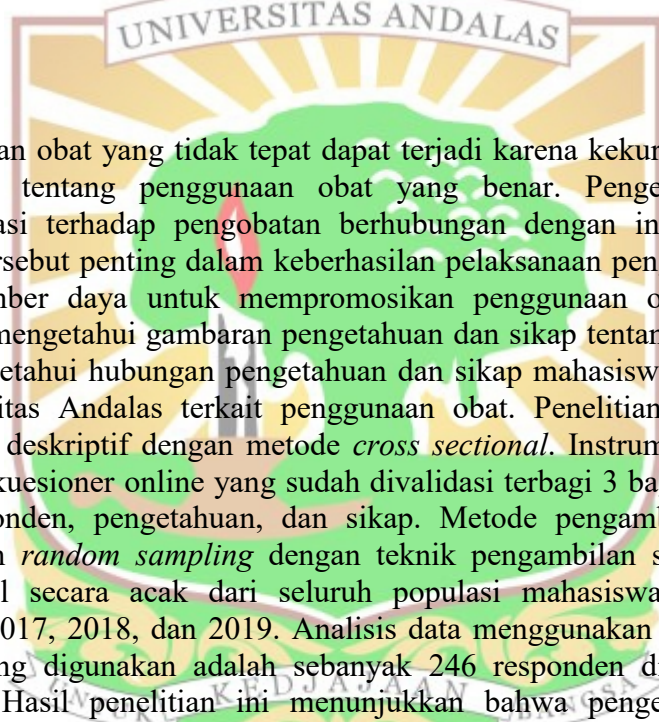 UNIVERSITAS ANDALAS
an obat yang tidak tepat dapat terjadi karena kekur
tentang penggunaan obat yang benar. Penge
asi terhadap pengobatan berhubungan dengan in
rsebut penting dalam keberhasilan pelaksanaan pen
mber daya untuk mempromosikan penggunaan o
mengetahui gambaran pengetahuan dan sikap tentan
etahui hubungan pengetahuan dan sikap mahasisw
itas Andalas terkait penggunaan obat. Penelitian
deskriptif dengan metode cross sectional. Instrum
kuesioner online yang sudah divalidasi terbagi 3 ba
onden, pengetahuan, dan sikap. Metode pengamb
random sampling dengan teknik pengambilan s
l secara acak dari seluruh populasi mahasiswa
017, 2018, dan 2019. Analisis data menggunakan
ng digunakan adalah sebanyak 246 responden di
Hasil penelitian ini menunjukkan bahwa penge
KEDJAJAAN BANGSA